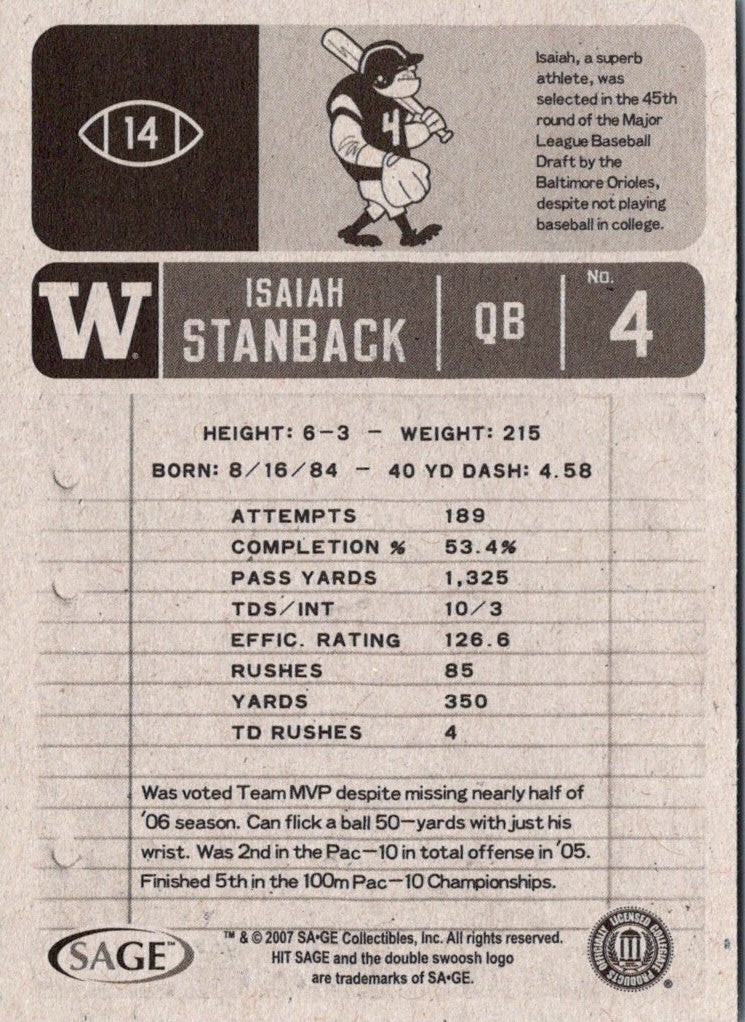 14
4
Isaiah, a superb
athlete, was
selected in the 45th
round of the Major
League Baseball
Draft by the
Baltimore Orioles,
despite not playing
baseball in college.
W
ISAIAH
STANBACK
QB
No.
4
HEIGHT: 6-3 - WEIGHT: 215
BORN: 8/16/84 - 40 YD DASH: 4.58
ATTEMPTS 189
COMPLETION % 53.4%
PASS YARDS 1,325
TDS/INT 10/3
EFFIC. RATING 126.6
RUSHES 85
YARDS 350
TD RUSHES 4
Was voted Team MVP despite missing nearly half of
'06 season. Can flick a ball 50-yards with just his
wrist. Was 2nd in the Pac-10 in total offense in '05.
Finished 5th in the 100m Pac-10 Championships.
SAGE™
™ & © 2007 SA•GE Collectibles, Inc. All rights reserved.
HIT SAGE and the double swoosh logo
are trademarks of SA•GE.
OFFICIALLY LICENSED COLLEGIATE PRODUCTS
®